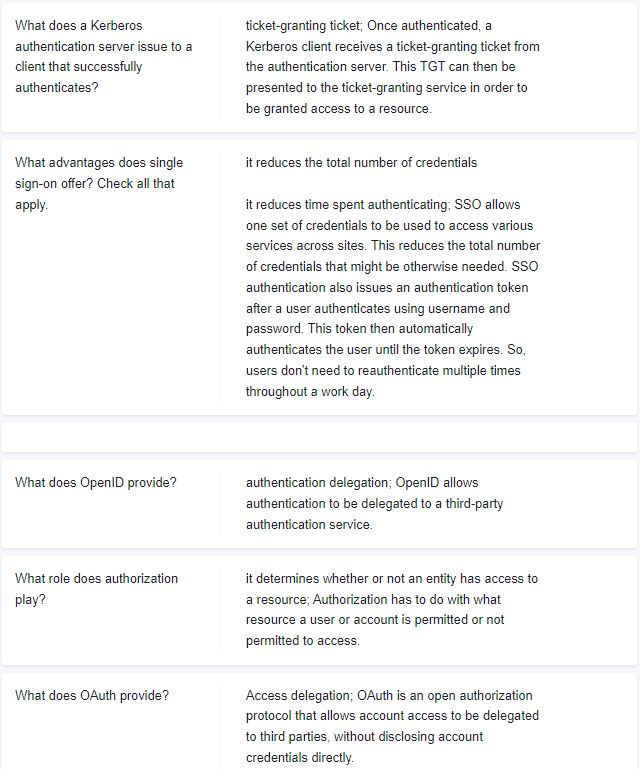 What does a Kerberos
authentication server issue to a
client that successfully
authenticates?
ticket-granting ticket; Once authenticated, a
Kerberos client receives a ticket-granting ticket from
the authentication server. This TGT can then be
presented to the ticket-granting service in order to
be granted access to a resource.
What advantages does single
sign-on offer? Check all that
apply.
it reduces the total number of credentials
it reduces time spent authenticating; SSO allows
one set of credentials to be used to access various
services across sites. This reduces the total number
of credentials that might be otherwise needed. SSO
authentication also issues an authentication token
after a user authenticates using username and
password. This token then automatically
authenticates the user until the token expires. So,
users don't need to reauthenticate multiple times
throughout a work day.
What does OpenID provide?
authentication delegation; OpenID allows
authentication to be delegated to a third-party
authentication service.
What role does authorization
play?
it determines whether or not an entity has access to
a resource; Authorization has to do with what
resource a user or account is permitted or not
permitted to access.
What does OAuth provide?
Access delegation; OAuth is an open authorization
protocol that allows account access to be delegated
to third parties, without disclosing account
credentials directly.